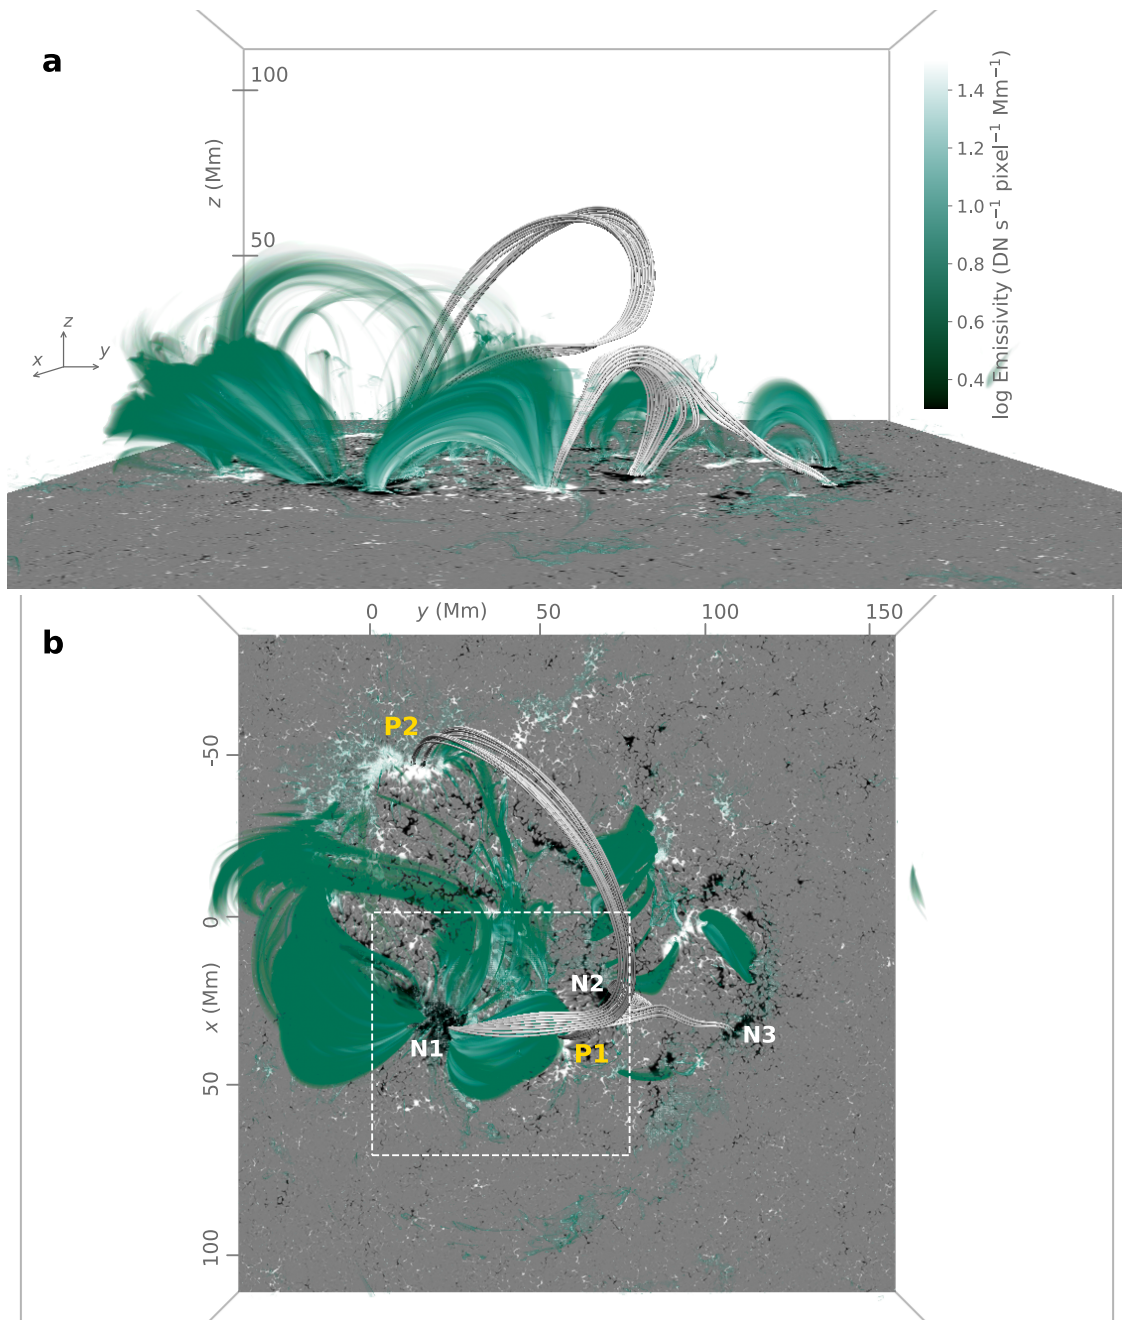 a
100
z (Mm)
50
z
x
y
1.4
1.2
1.0
0.8
0.6
0.4
log Emissivity (DN s⁻¹ pixel⁻¹ Mm⁻¹)
b
0
y (Mm)
50
100
150
-50
0
x (Mm)
50
100
P2
N2
N1
P1
N3